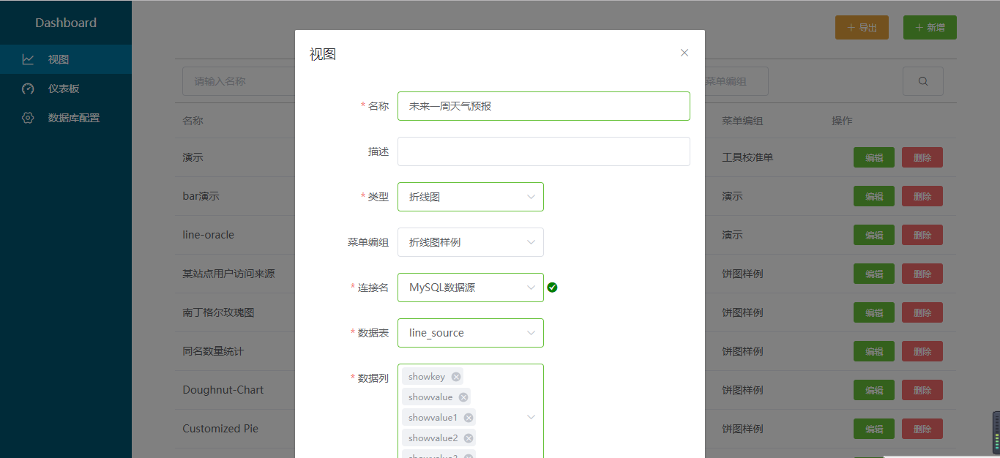 Dashboard
视图
仪表板
数据库配置
+ 导出
+ 新增
请输入名称
菜单编组
名称
菜单编组
操作
演示
工具校准单
编辑
删除
bar演示
演示
编辑
删除
line-oracle
演示
编辑
删除
某站点用户访问来源
饼图样例
编辑
删除
南丁格尔玫瑰图
饼图样例
编辑
删除
同名数量统计
饼图样例
编辑
删除
Doughnut-Chart
饼图样例
编辑
删除
Customized Pie
饼图样例
编辑
删除
视图
* 名称
未来一周天气预报
描述
* 类型
折线图
菜单编组
折线图样例
* 连接名
MySQL数据源
* 数据表
line_source
* 数据列
showkey
showvalue
showvalue1
showvalue2